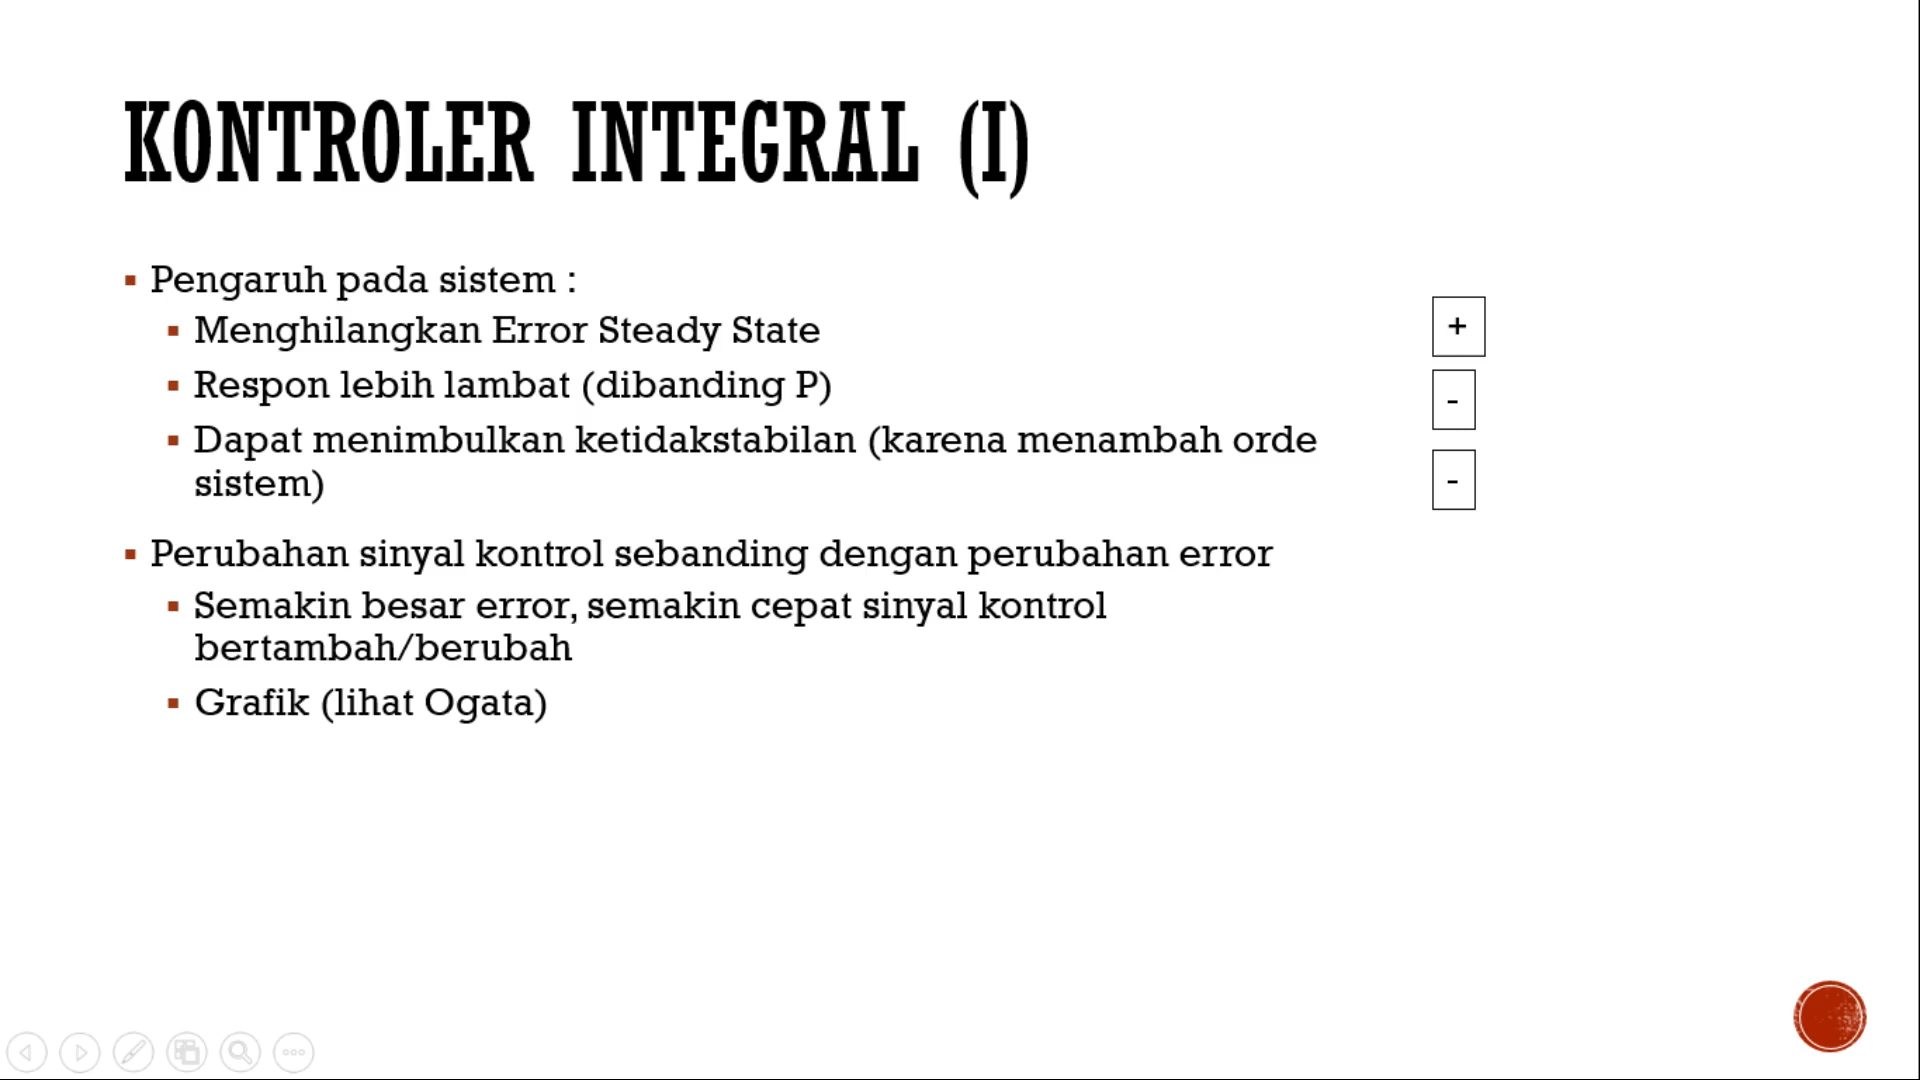 KONTROLER INTEGRAL (I)
Pengaruh pada sistem :
Menghilangkan Error Steady State
+
Respon lebih lambat (dibanding P)
-
Dapat menimbulkan ketidakstabilan (karena menambah orde
sistem)
-
Perubahan sinyal kontrol sebanding dengan perubahan error
Semakin besar error, semakin cepat sinyal kontrol
bertambah/berubah
Grafik (lihat Ogata)